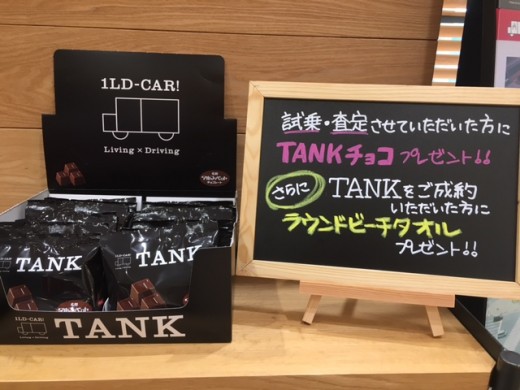 1LD-CAR!
Living × Driving
TANK
TANK
1LD-CAR!
Living × Driving
TANK
試乗・査定させていただいた方に
TANKチョコ プレゼント!!
さらに TANKをご成約
いただいた方に
ラウンドビーチタオル
プレゼント!!